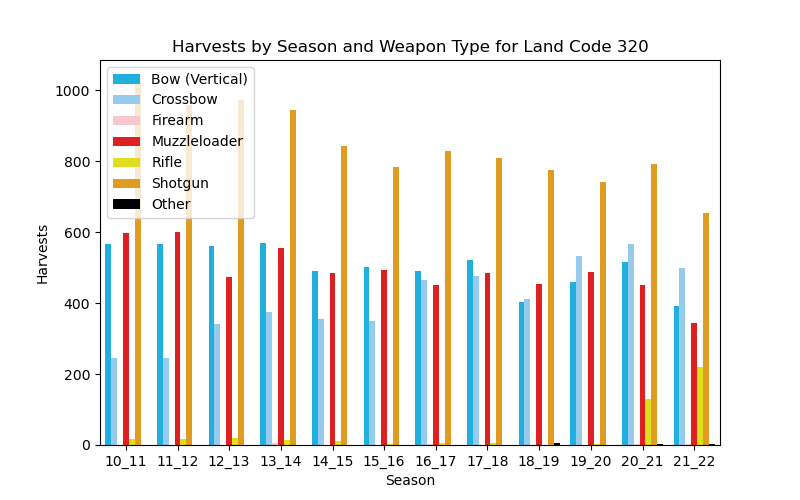 Harvests by Season and Weapon Type for Land Code 320
Bow (Vertical)
Crossbow
Firearm
Muzzleloader
Rifle
Shotgun
Other
1000
800
600
400
200
0
Harvests
10_11 11_12 12_13 13_14 14_15 15_16 16_17 17_18 18_19 19_20 20_21 21_22
Season